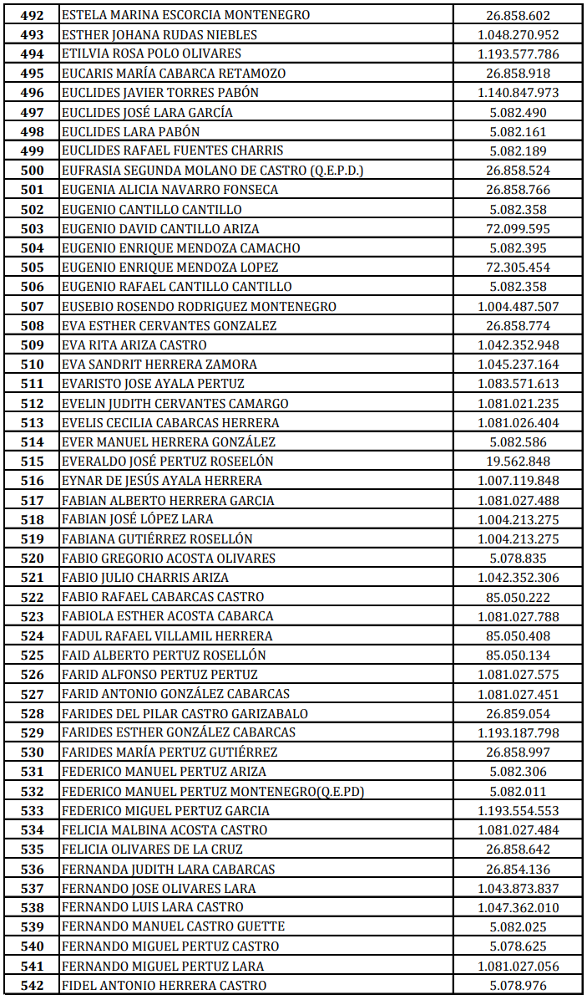 492 ESTELA MARINA ESCORCIA MONTENEGRO 26.858.602
493 ESTHER JOHANA RUDAS NIEBLES 1.048.270.952
494 ETILVIA ROSA POLO OLIVARES 1.193.577.786
495 EUCARIS MARÍA CABARCA RETAMOZO 26.858.918
496 EUCLIDES JAVIER TORRES PABÓN 1.140.847.973
497 EUCLIDES JOSÉ LARA GARCÍA 5.082.490
498 EUCLIDES LARA PABÓN 5.082.161
499 EUCLIDES RAFAEL FUENTES CHARRIS 5.082.189
500 EUFRASIA SEGUNDA MOLANO DE CASTRO (Q.E.P.D.) 26.858.524
501 EUGENIA ALICIA NAVARRO FONSECA 26.858.766
502 EUGENIO CANTILLO CANTILLO 5.082.358
503 EUGENIO DAVID CANTILLO ARIZA 72.099.595
504 EUGENIO ENRIQUE MENDOZA CAMACHO 5.082.395
505 EUGENIO ENRIQUE MENDOZA LOPEZ 72.305.454
506 EUGENIO RAFAEL CANTILLO CANTILLO 5.082.358
507 EUSEBIO ROSENDO RODRIGUEZ MONTENEGRO 1.004.487.507
508 EVA ESTHER CERVANTES GONZALEZ 26.858.774
509 EVA RITA ARIZA CASTRO 1.042.352.948
510 EVA SANDRIT HERRERA ZAMORA 1.045.237.164
511 EVARISTO JOSE AYALA PERTUZ 1.083.571.613
512 EVELIN JUDITH CERVANTES CAMARGO 1.081.021.235
513 EVELIS CECILIA CABARCAS HERRERA 1.081.026.404
514 EVER MANUEL HERRERA GONZÁLEZ 5.082.586
515 EVERALDO JOSÉ PERTUZ ROSEELÓN 19.562.848
516 EYNAR DE JESÚS AYALA HERRERA 1.007.119.848
517 FABIAN ALBERTO HERRERA GARCIA 1.081.027.488
518 FABIAN JOSÉ LÓPEZ LARA 1.004.213.275
519 FABIANA GUTIÉRREZ ROSELLÓN 1.004.213.275
520 FABIO GREGORIO ACOSTA OLIVARES 5.078.835
521 FABIO JULIO CHARRIS ARIZA 1.042.352.306
522 FABIO RAFAEL CABARCAS CASTRO 85.050.222
523 FABIOLA ESTHER ACOSTA CABARCA 1.081.027.788
524 FADUL RAFAEL VILLAMIL HERRERA 85.050.408
525 FAID ALBERTO PERTUZ ROSELLÓN 85.050.134
526 FARID ALFONSO PERTUZ PERTUZ 1.081.027.575
527 FARID ANTONIO GONZÁLEZ CABARCAS 1.081.027.451
528 FARIDES DEL PILAR CASTRO GARIZABALO 26.859.054
529 FARIDES ESTHER GONZÁLEZ CABARCAS 1.193.187.798
530 FARIDES MARÍA PERTUZ GUTIÉRREZ 26.858.997
531 FEDERICO MANUEL PERTUZ ARIZA 5.082.306
532 FEDERICO MANUEL PERTUZ MONTENEGRO(Q.E.PD) 5.082.011
533 FEDERICO MIGUEL PERTUZ GARCIA 1.193.554.553
534 FELICIA MALBINA ACOSTA CASTRO 1.081.027.484
535 FELICIA OLIVARES DE LA CRUZ 26.858.642
536 FERNANDA JUDITH LARA CABARCAS 26.854.136
537 FERNANDO JOSE OLIVARES LARA 1.043.873.837
538 FERNANDO LUIS LARA CASTRO 1.047.362.010
539 FERNANDO MANUEL CASTRO GUETTE 5.082.025
540 FERNANDO MIGUEL PERTUZ CASTRO 5.078.625
541 FERNANDO MIGUEL PERTUZ LARA 1.081.027.056
542 FIDEL ANTONIO HERRERA CASTRO 5.078.976